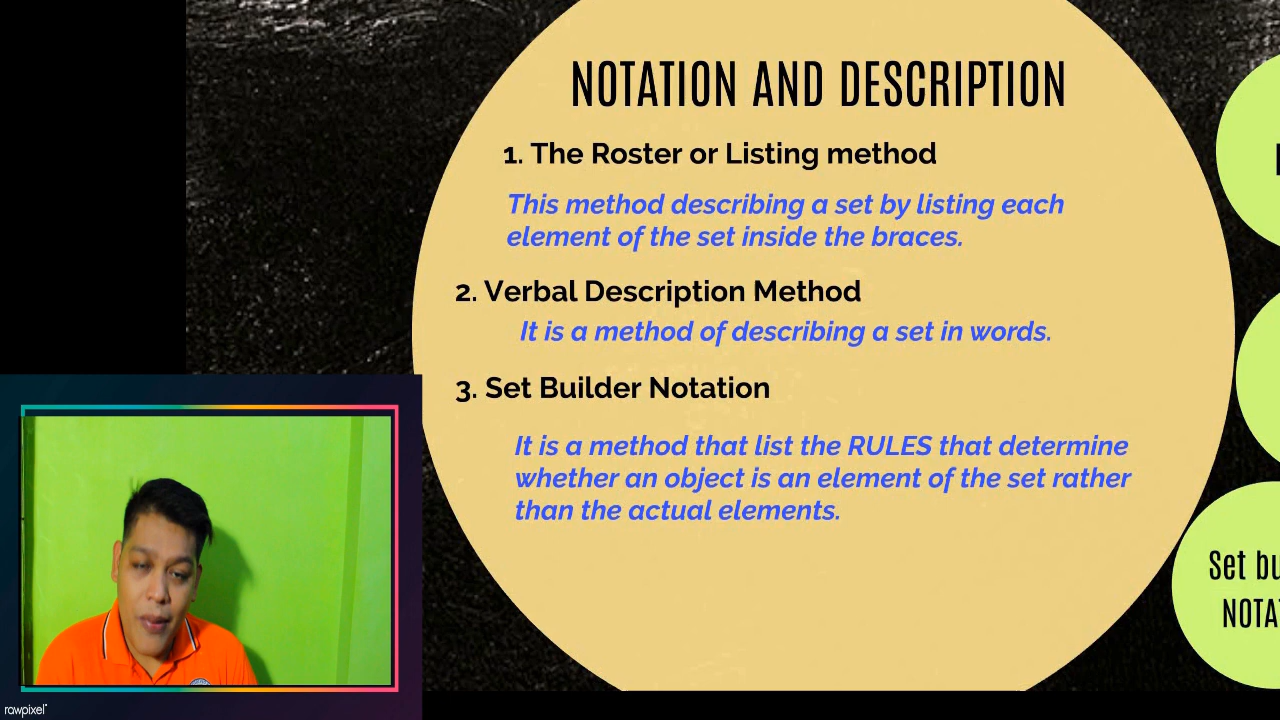 NOTATION AND DESCRIPTION
1. The Roster or Listing method
This method describing a set by listing each
element of the set inside the braces.
2. Verbal Description Method
It is a method of describing a set in words.
3. Set Builder Notation
It is a method that list the RULES that determine
whether an object is an element of the set rather
than the actual elements.
Set bu
NOTA
rawpixel